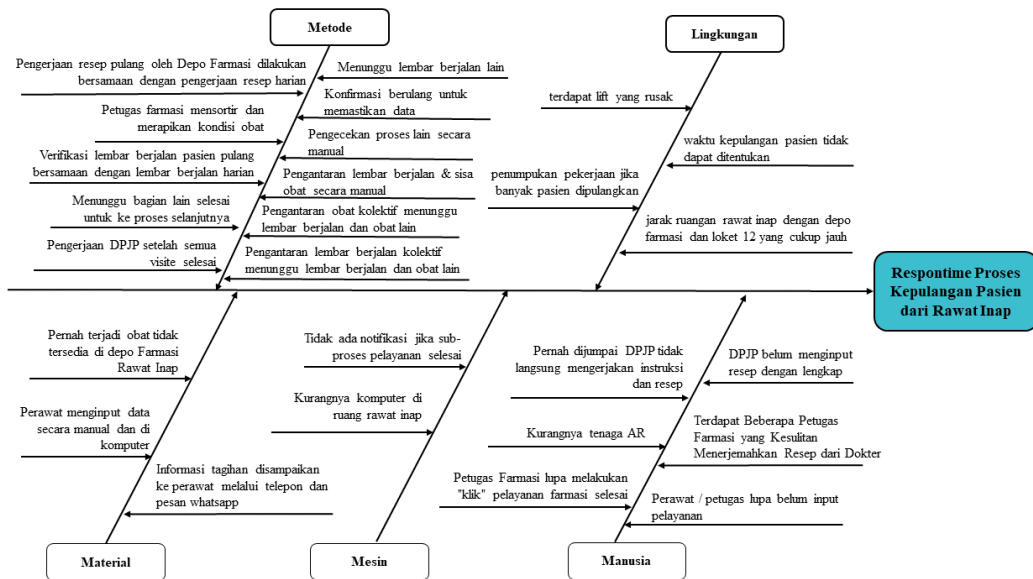 Metode
Pengerjaan resep pulang oleh Depo Farmasi dilakukan
bersamaan dengan pengerjaan resep harian
Petugas farmasi mensortir dan
merapikan kondisi obat
Verifikasi lembar berjalan pasien pulang
bersamaan dengan lembar berjalan harian
Menunggu bagian lain selesai
untuk ke proses selanjutnya
Pengerjaan DPJP setelah semua
visite selesai
Menunggu lembar berjalan lain
Konfirmasi berulang untuk
memastikan data
Pengecekan proses lain secara
manual
Pengantaran lembar berjalan & sisa
obat secara manual
Pengantaran obat kolektif menunggu
lembar berjalan dan obat lain
Pengantaran lembar berjalan kolektif
menunggu lembar berjalan dan obat lain
Lingkungan
terdapat lift yang rusak
penumpukan pekerjaan jika
banyak pasien dipulangkan
waktu kepulangan pasien tidak
dapat ditentukan
jarak ruangan rawat inap dengan depo
farmasi dan loket 12 yang cukup jauh
Respontime Proses
Kepulangan Pasien
dari Rawat Inap
Pernah terjadi obat tidak
tersedia di depo Farmasi
Rawat Inap
Perawat menginput data
secara manual dan di
komputer
Informasi tagihan disampaikan
ke perawat melalui telepon dan
pesan whatsapp
Material
Tidak ada notifikasi jika sub-
proses pelayanan selesai
Kurangnya komputer di
ruang rawat inap
Mesin
Pernah dijumpai DPJP tidak
langsung mengerjakan instruksi
dan resep
Kurangnya tenaga AR
Petugas Farmasi lupa melakukan
"klik" pelayanan farmasi selesai
DPJP belum menginput
resep dengan lengkap
Terdapat Beberapa Petugas
Farmasi yang Kesulitan
Menerjemahkan Resep dari Dokter
Perawat / petugas lupa belum input
pelayanan
Manusia